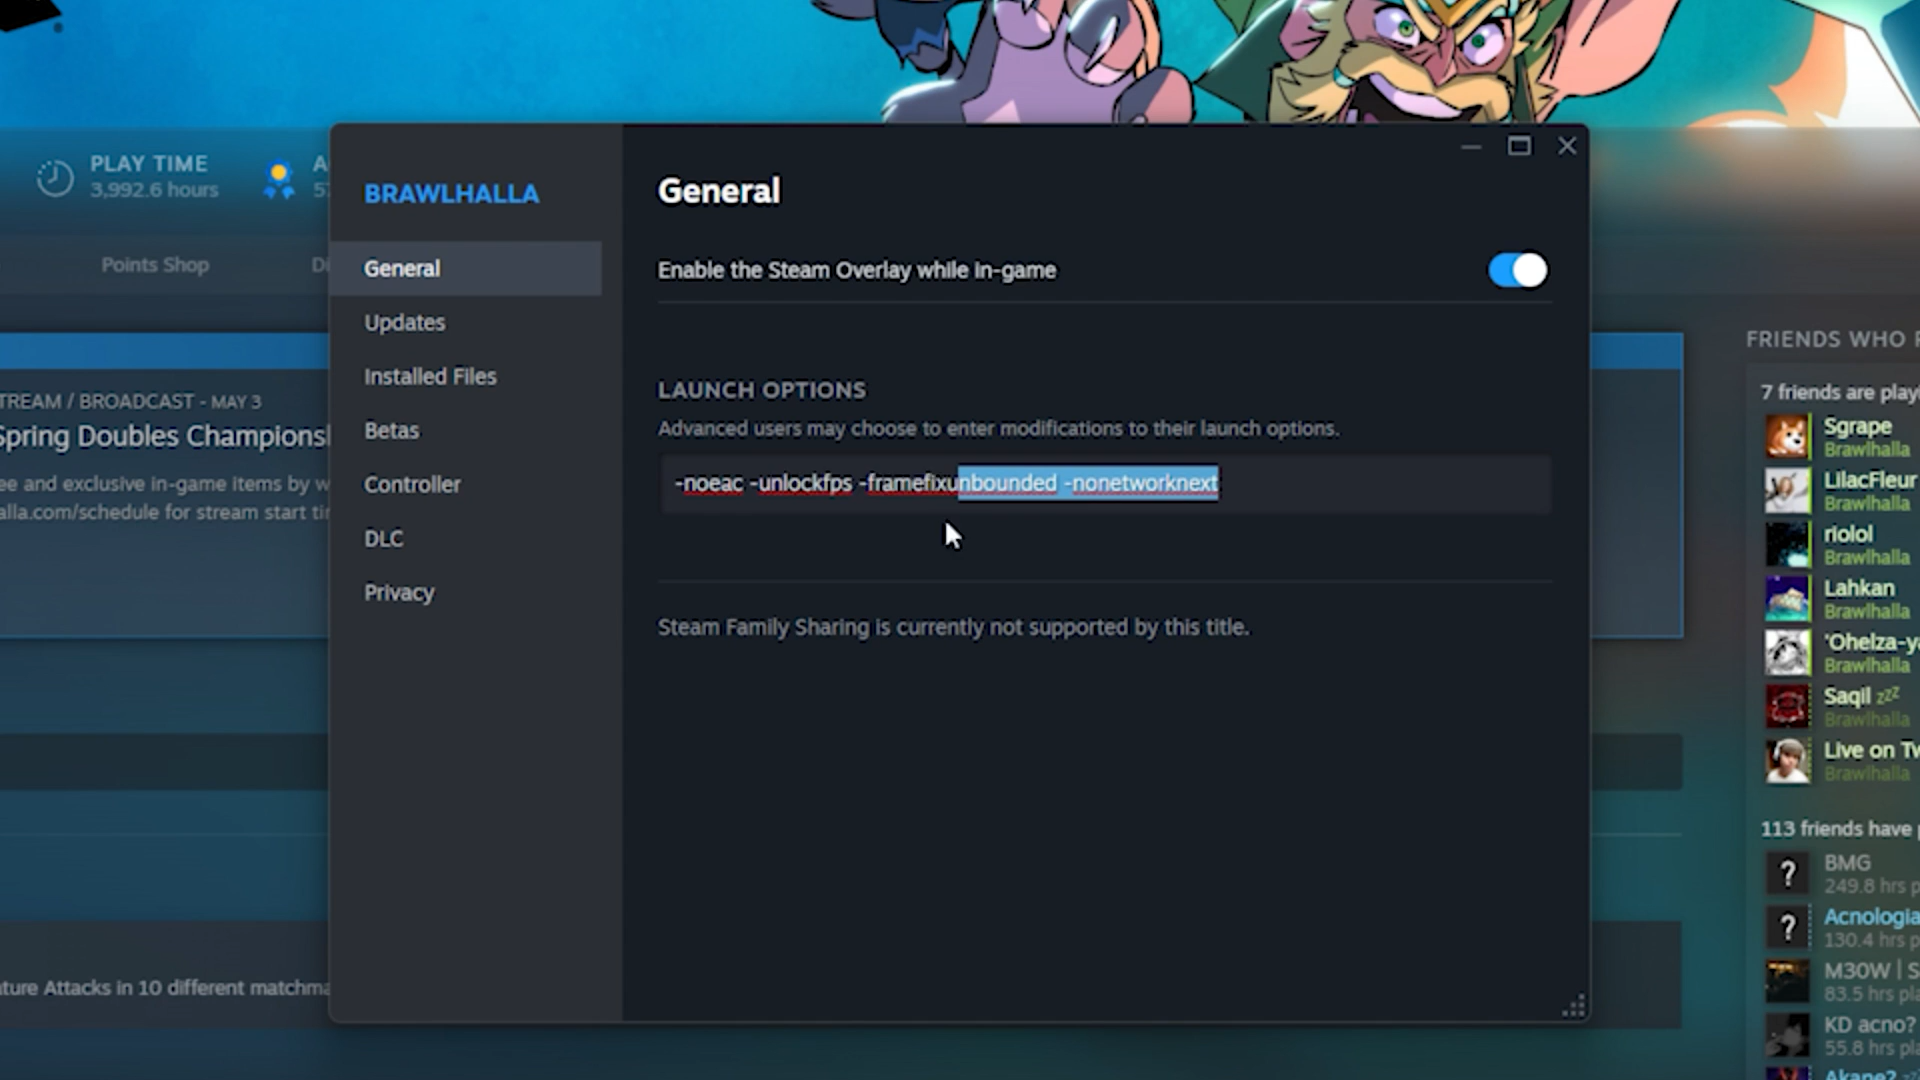 PLAY TIME
3,992.6 hours
Points Shop
STREAM / BROADCAST - MAY 3
Spring Doubles
ee and exclusive in-game items by
alla.com/schedule for stream start
ture Attacks in 10 different
BRAWLHALLA
General
Updates
Installed Files
Betas
Controller
DLC
Privacy
General
Enable the Steam Overlay while in-game
LAUNCH OPTIONS
Advanced users may choose to enter modifications to their launch options.
-noeac -unlockfps -framefixunbounded -nonetworknext
Steam Family Sharing is currently not supported by this title.
FRIENDS WHO
7 friends are
Sgrape
Brawlhalla
LilacFleur
Brawlhalla
riolol
Brawlhalla
Lahkan
Brawlhalla
Brawlhalla
Saqil zzz
Brawlhalla
Live on
Brawlhalla
113 friends have
BMG
249.8 hrs
Acnologia
130.4 hrs
M30W |
83.5 hrs
KD acno?
55.8 hrs
Akane?